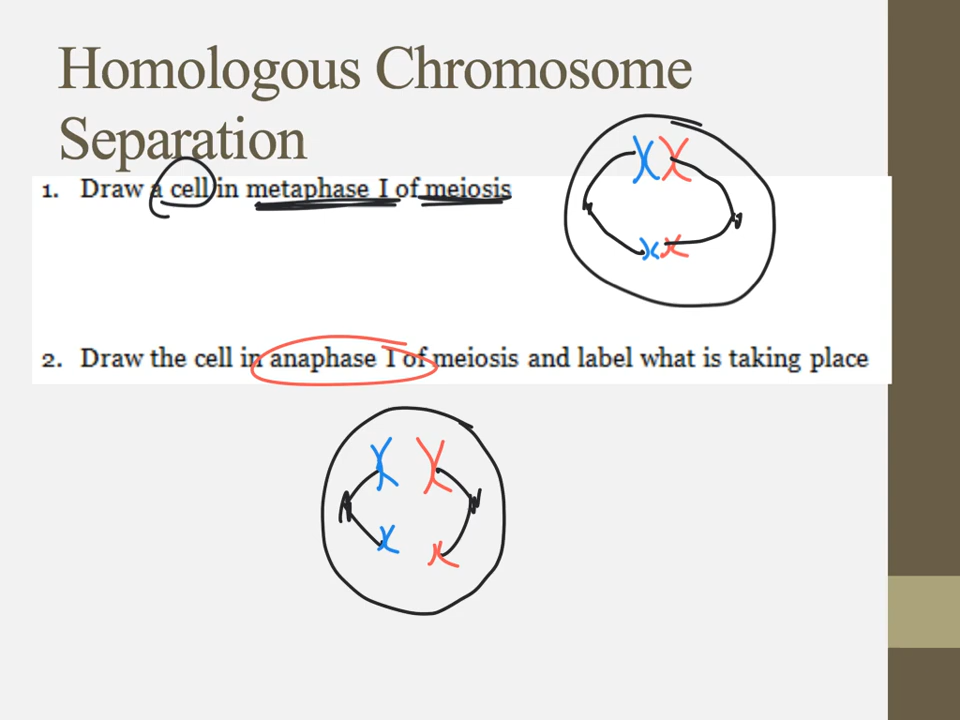 Homologous Chromosome
Separation
1. Draw a cell in metaphase I of meiosis
2. Draw the cell in anaphase I of meiosis and label what is taking place